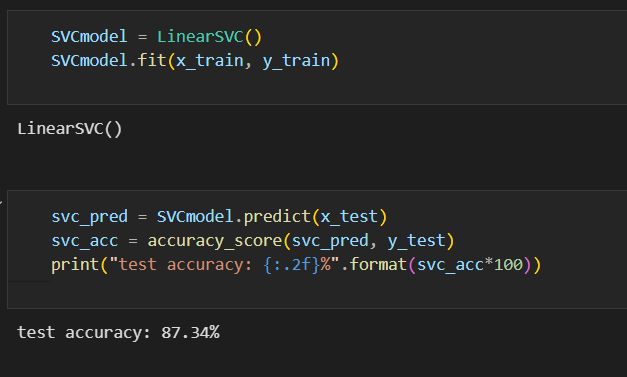 SVCmodel = LinearSVC()
SVCmodel.fit(x_train, y_train)
LinearSVC()
svc_pred = SVCmodel.predict(x_test)
svc_acc = accuracy_score(svc_pred, y_test)
print("test accuracy: {:.2f}%".format(svc_acc*100))
test accuracy: 87.34%